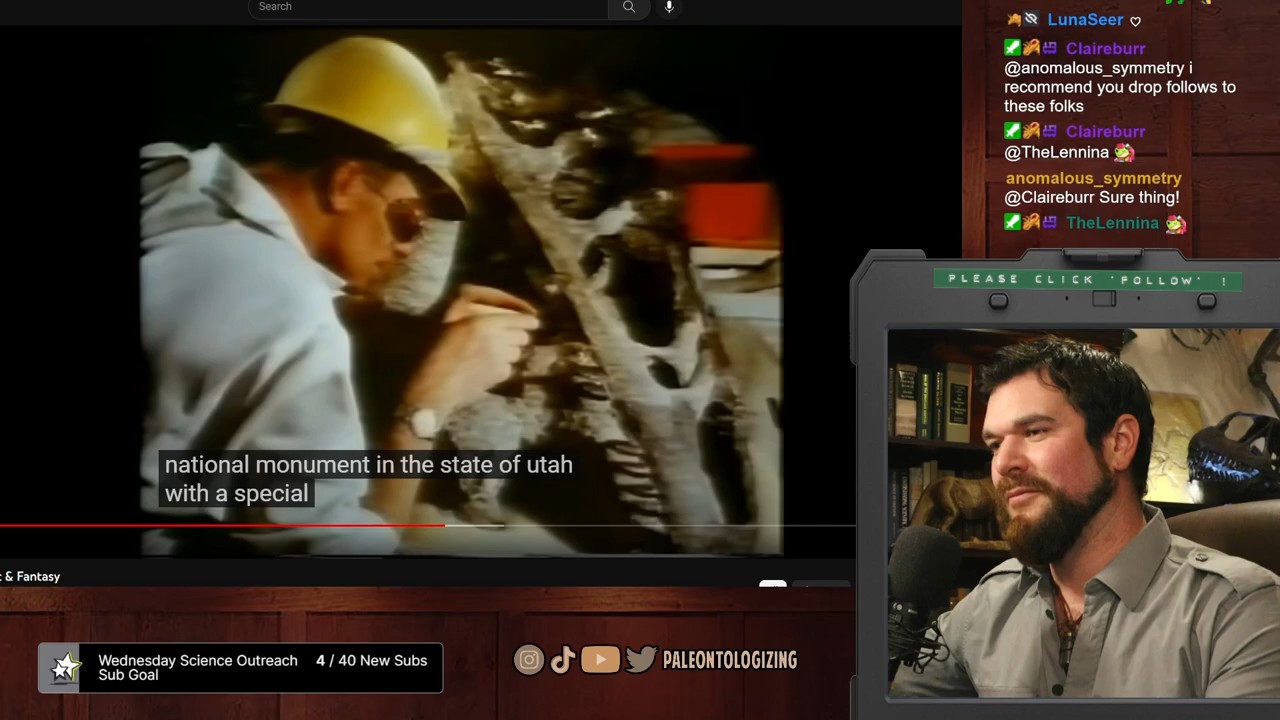 Search
LunaSeer
Claireburr
@anomalous_symmetry i
recommend you drop follows to
these folks
Claireburr
@TheLennina
anomalous_symmetry
@Claireburr Sure thing!
TheLennina
PLEASE CLICK 'FOLLOW' !
national monument in the state of utah
with a special
& Fantasy
Wednesday Science Outreach
Sub Goal
4 / 40 New Subs
PALEONTOLOGIZING